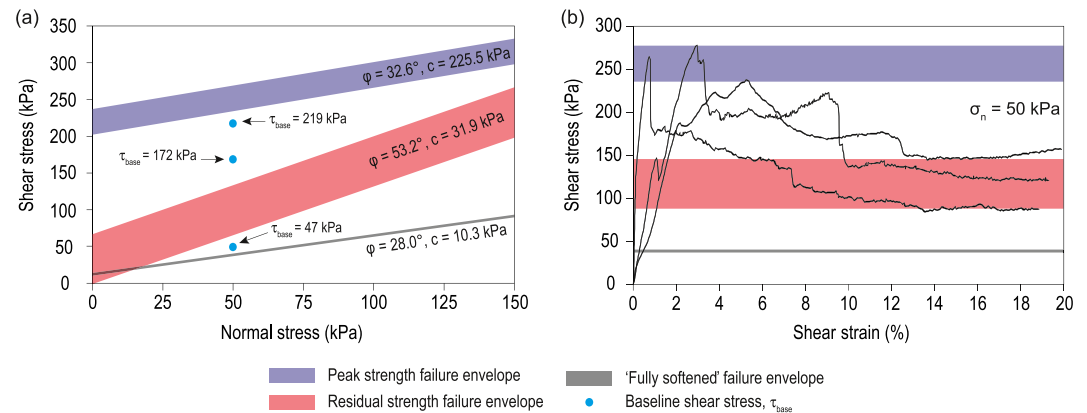 (a)
350
300
250
200
150
100
50
0
Shear stress (kPa)
0
25
50
75
100
125
150
Normal stress (kPa)
φ = 32.6°, c = 225.5 kPa
τbase = 219 kPa
τbase = 172 kPa
φ = 53.2°, c = 31.9 kPa
τbase = 47 kPa
φ = 28.0°, c = 10.3 kPa
(b)
300
250
200
150
100
50
0
Shear stress (kPa)
0
2
4
6
8
10
12
14
16
18
20
Shear strain (%)
σn = 50 kPa
Peak strength failure envelope
Residual strength failure envelope
‘Fully softened’ failure envelope
Baseline shear stress, τbase